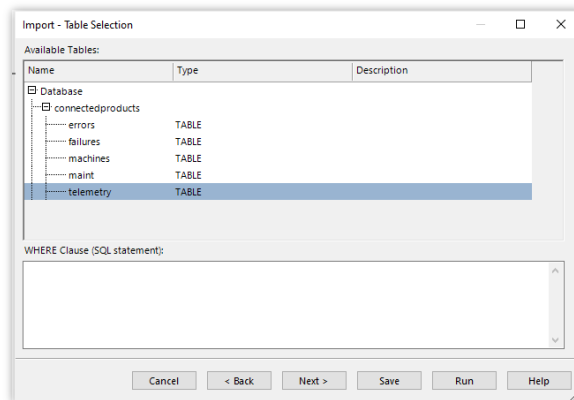 Import - Table Selection
Available Tables:
Name Type Description
Database
connectedproducts
errors TABLE
failures TABLE
machines TABLE
maint TABLE
telemetry TABLE
WHERE Clause (SQL statement):
Cancel < Back Next > Save Run Help